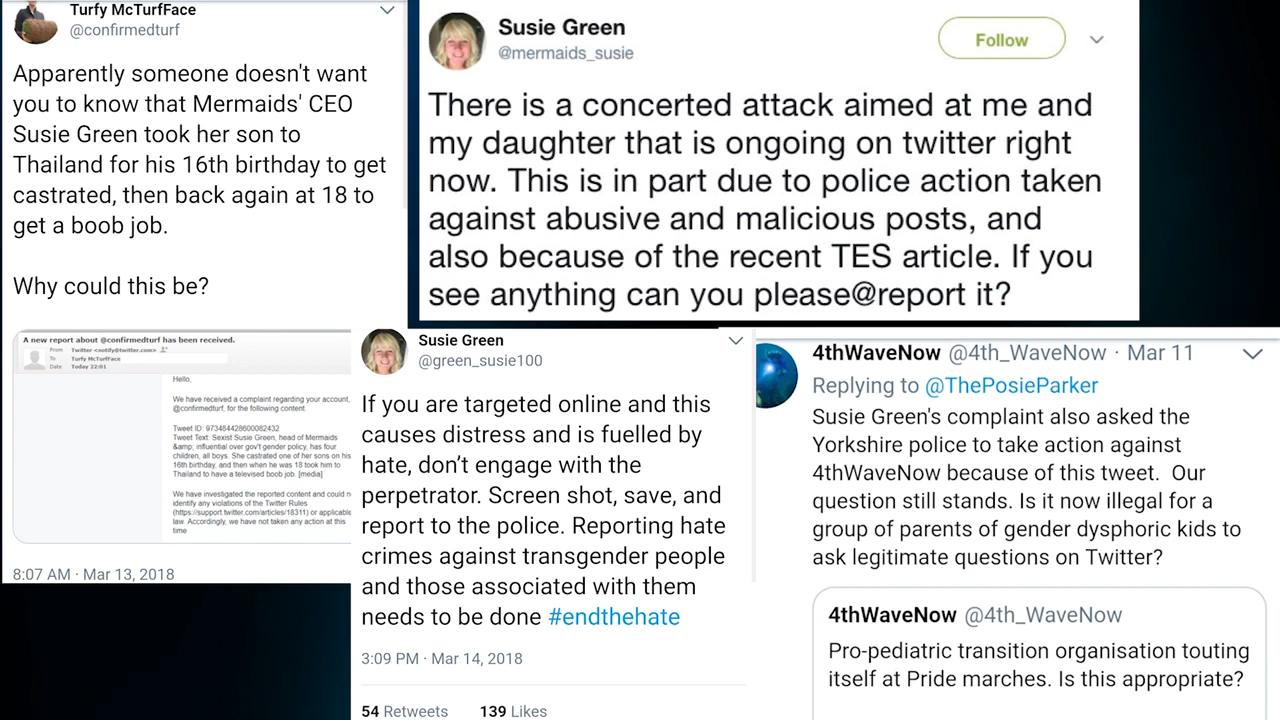 Turfy McTurfFace
@confirmedturf
Apparently someone doesn't want
you to know that Mermaids' CEO
Susie Green took her son to
Thailand for his 16th birthday to get
castrated, then back again at 18 to
get a boob job.
Why could this be?
A new report about @confirmedturf has been received.
From Twitter <notify@twitter.com>
To Turfy McTurfFace
Date Today 22:01
Hello,
We have received a complaint regarding your account,
@confirmedturf, for the following content
Tweet ID: 973484428600082432
Tweet Text: Sexist Susie Green, head of Mermaids
&amp; influential over gov't gender policy, has four
children, all boys. She castrated one of her sons on his
16th birthday, and then when he was 18 took him to
Thailand to have a televised boob job. [media]
We have investigated the reported content and could n
identify any violations of the Twitter Rules
(https://support.twitter.com/articles/18311) or applicable
law. Accordingly, we have not taken any action at this
time
8:07 AM · Mar 13, 2018
Susie Green
@mermaids_susie
Follow
There is a concerted attack aimed at me and
my daughter that is ongoing on twitter right
now. This is in part due to police action taken
against abusive and malicious posts, and
also because of the recent TES article. If you
see anything can you please@report it?
Susie Green
@green_susie100
If you are targeted online and this
causes distress and is fuelled by
hate, don't engage with the
perpetrator. Screen shot, save, and
report to the police. Reporting hate
crimes against transgender people
and those associated with them
needs to be done #endthehate
3:09 PM · Mar 14, 2018
54 Retweets 139 Likes
4thWaveNow @4th_WaveNow · Mar 11
Replying to @ThePosieParker
Susie Green's complaint also asked the
Yorkshire police to take action against
4thWaveNow because of this tweet. Our
question still stands. Is it now illegal for a
group of parents of gender dysphoric kids to
ask legitimate questions on Twitter?
4thWaveNow @4th_WaveNow
Pro-pediatric transition organisation touting
itself at Pride marches. Is this appropriate?